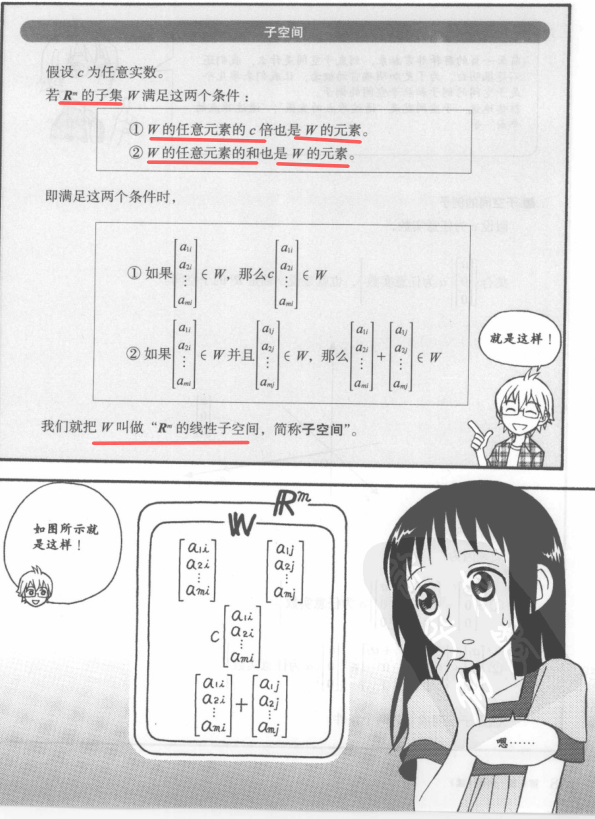 子空间
假设 c 为任意实数。
若 Rᵐ 的子集 W 满足这两个条件：
① W 的任意元素的 c 倍也是 W 的元素。
② W 的任意元素的和也是 W 的元素。
即满足这两个条件时，
① 如果 [a₁ᵢ a₂ᵢ ⋮ aₘᵢ] ∈ W，那么 c [a₁ᵢ a₂ᵢ ⋮ aₘᵢ] ∈ W
② 如果 [a₁ᵢ a₂ᵢ ⋮ aₘᵢ] ∈ W 并且 [a₁ⱼ a₂ⱼ ⋮ aₘⱼ] ∈ W，那么 [a₁ᵢ a₂ᵢ ⋮ aₘᵢ] + [a₁ⱼ a₂ⱼ ⋮ aₘⱼ] ∈ W
就是这样！
我们就把 W 叫做“Rᵐ 的线性子空间，简称子空间”。
如图所示就
是这样！
Rᵐ
W
[a₁ᵢ a₂ᵢ ⋮ aₘᵢ] [a₁ⱼ a₂ⱼ ⋮ aₘⱼ]
c [a₁ᵢ a₂ᵢ ⋮ aₘᵢ]
[a₁ᵢ a₂ᵢ ⋮ aₘᵢ] + [a₁ⱼ a₂ⱼ ⋮ aₘⱼ]
嗯……